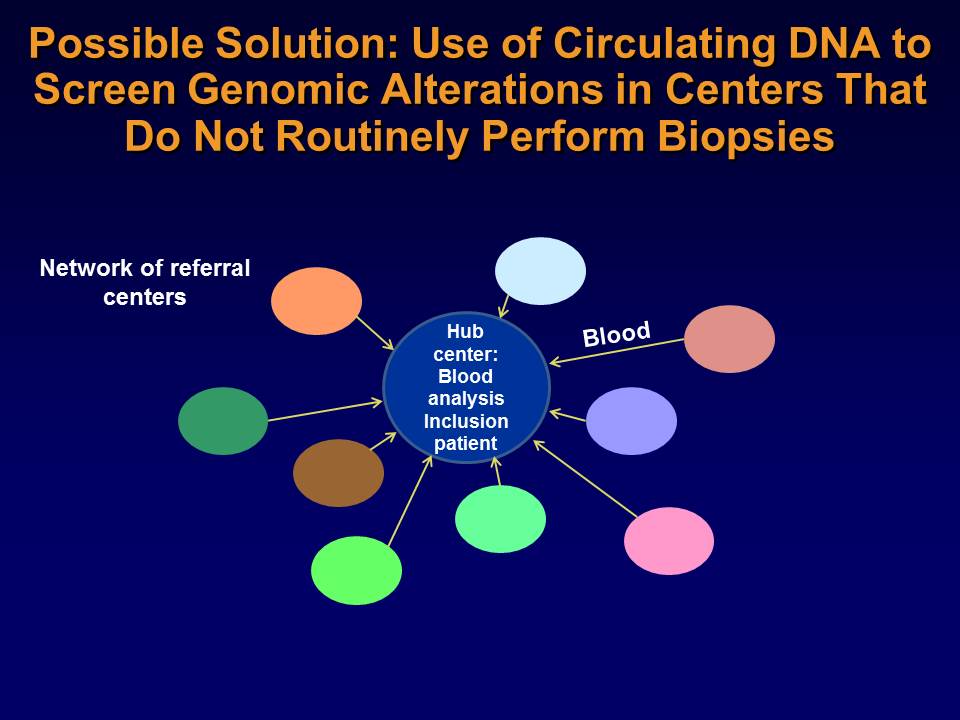 Possible Solution: Use of Circulating DNA to
Screen Genomic Alterations in Centers That
Do Not Routinely Perform Biopsies
Network of referral
centers
Blood
Hub
center:
Blood
analysis
Inclusion
patient